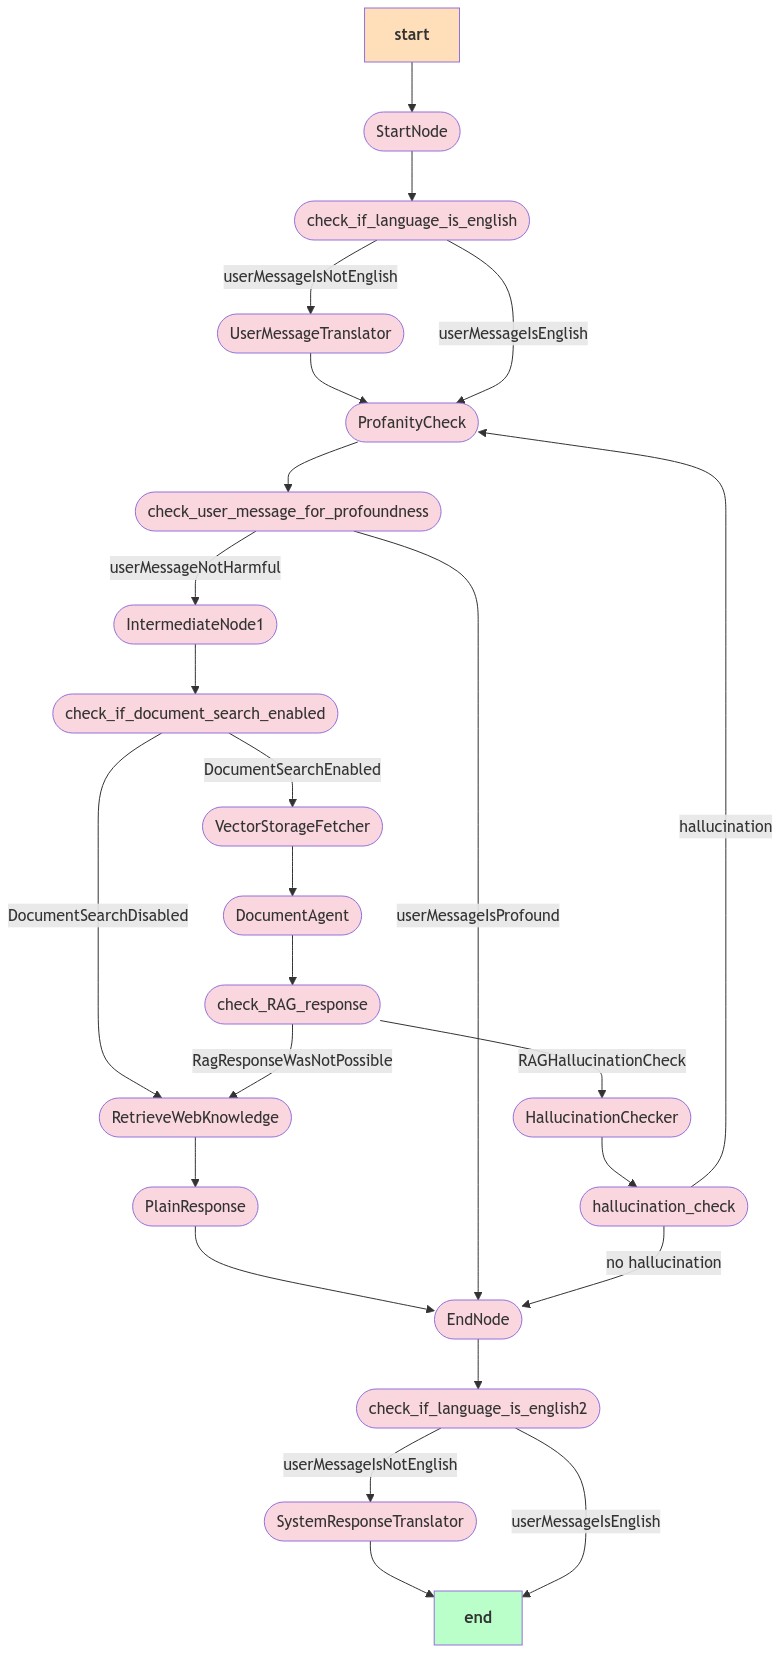 start
StartNode
check_if_language_is_english
userMessageIsNotEnglish
UserMessageTranslator
userMessageIsEnglish
ProfanityCheck
check_user_message_for_profoundness
userMessageNotHarmful
IntermediateNode1
check_if_document_search_enabled
DocumentSearchEnabled
VectorStorageFetcher
hallucination
DocumentAgent
DocumentSearchDisabled
userMessageIsProfound
check_RAG_response
RagResponseWasNotPossible
RAGHallucinationCheck
RetrieveWebKnowledge
HallucinationChecker
PlainResponse
hallucination_check
no hallucination
EndNode
check_if_language_is_english2
userMessageIsNotEnglish
SystemResponseTranslator
userMessageIsEnglish
end